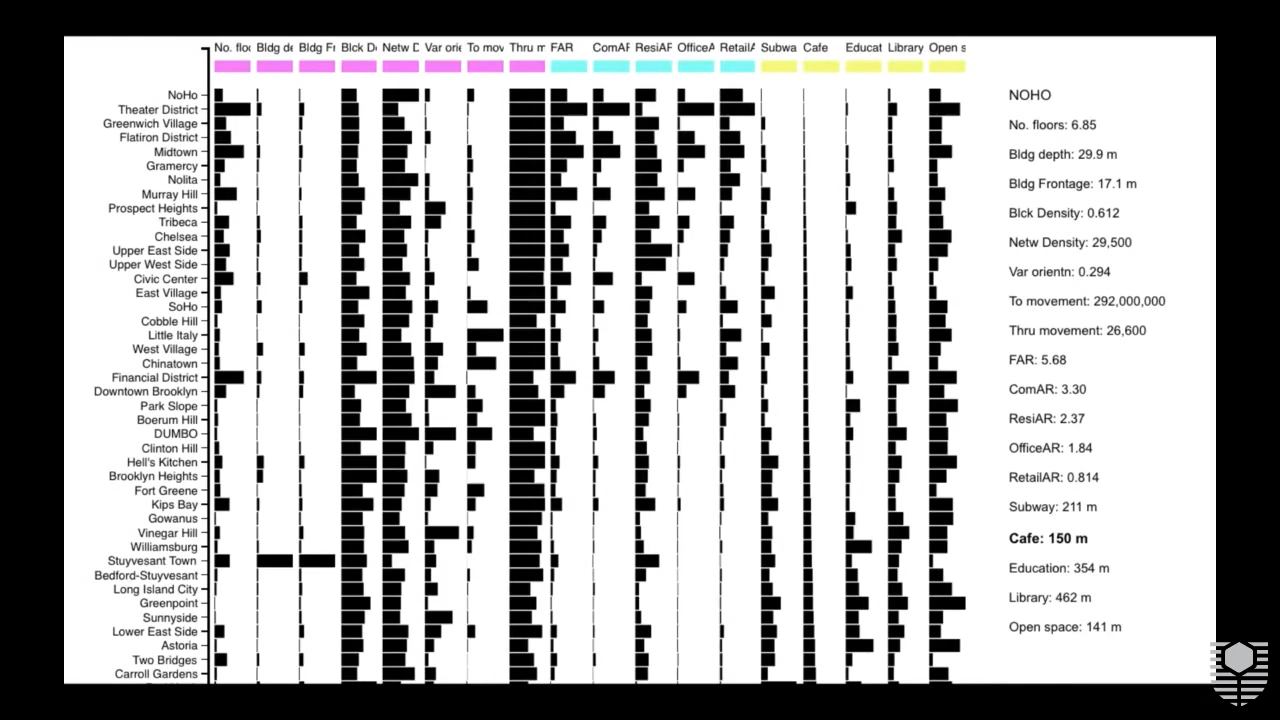 No. floo Bldg de Bldg Fr Blck De Netw D Var orie To mov Thru m FAR ComAF ResiAF OfficeA RetailA Subwa Cafe Educat Library Open s
NoHo
Theater District
Greenwich Village
Flatiron District
Midtown
Gramercy
Nolita
Murray Hill
Prospect Heights
Tribeca
Chelsea
Upper East Side
Upper West Side
Civic Center
East Village
SoHo
Cobble Hill
Little Italy
West Village
Chinatown
Financial District
Downtown Brooklyn
Park Slope
Boerum Hill
DUMBO
Clinton Hill
Hell's Kitchen
Brooklyn Heights
Fort Greene
Kips Bay
Gowanus
Vinegar Hill
Williamsburg
Stuyvesant Town
Bedford-Stuyvesant
Long Island City
Greenpoint
Sunnyside
Lower East Side
Astoria
Two Bridges
Carroll Gardens
NOHO
No. floors: 6.85
Bldg depth: 29.9 m
Bldg Frontage: 17.1 m
Blck Density: 0.612
Netw Density: 29,500
Var orientn: 0.294
To movement: 292,000,000
Thru movement: 26,600
FAR: 5.68
ComAR: 3.30
ResiAR: 2.37
OfficeAR: 1.84
RetailAR: 0.814
Subway: 211 m
Cafe: 150 m
Education: 354 m
Library: 462 m
Open space: 141 m